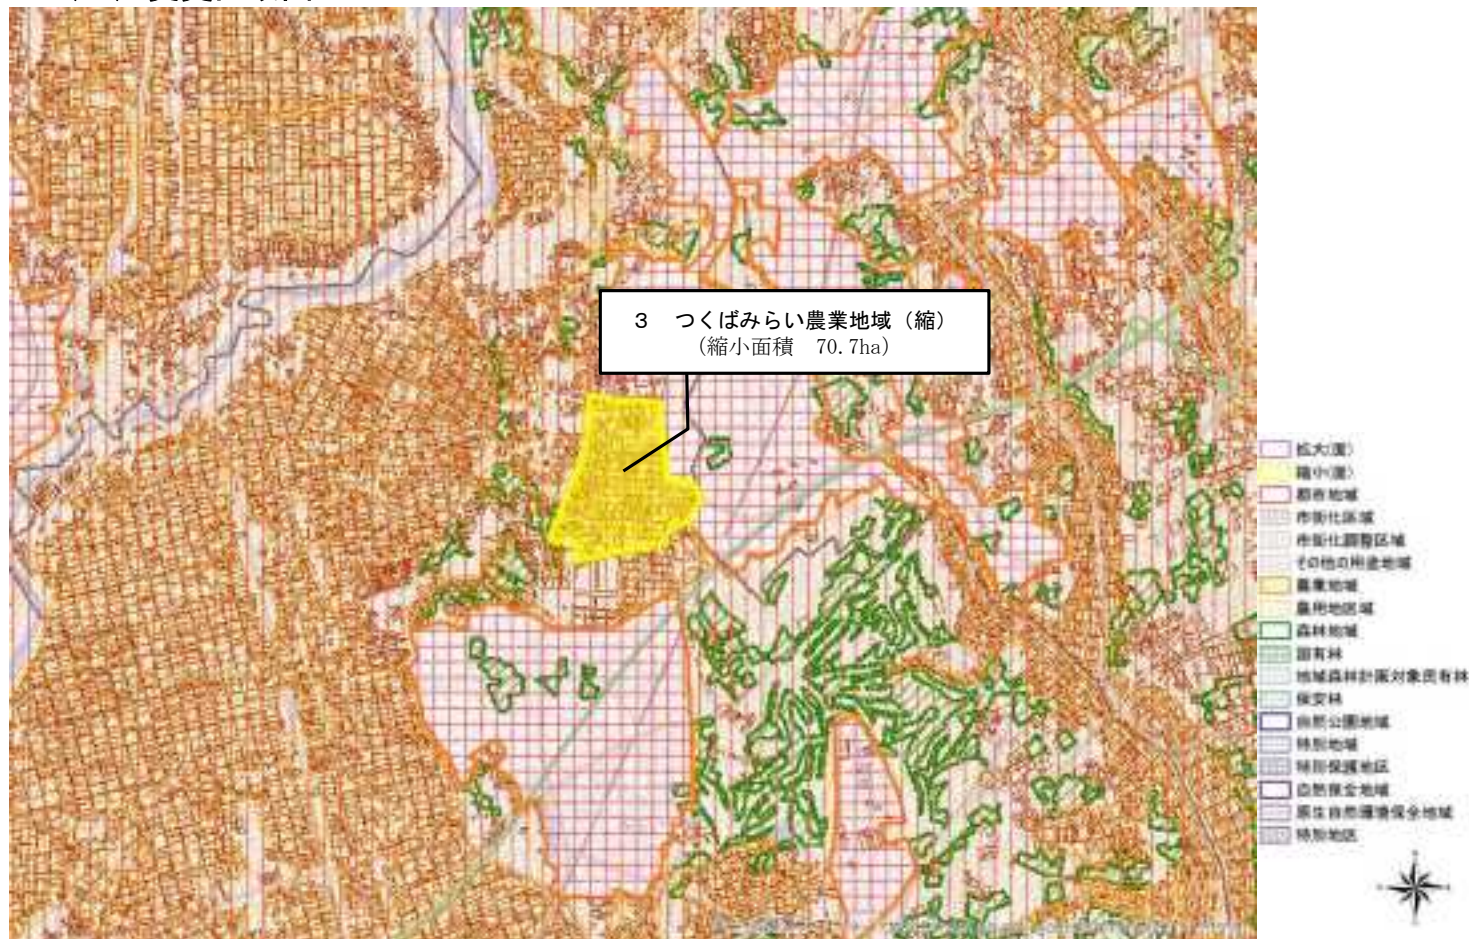 3　つくばみらい農業地域（縮）
（縮小面積　70.7ha）
拡大(面)
縮小(面)
都市地域
市街化区域
市街化調整区域
その他の用途地域
農業地域
農用地区域
森林地域
国有林
地域森林計画対象民有林
保安林
自然公園地域
特別地域
特別保護地区
自然保全地域
原生自然環境保全地域
特別地区